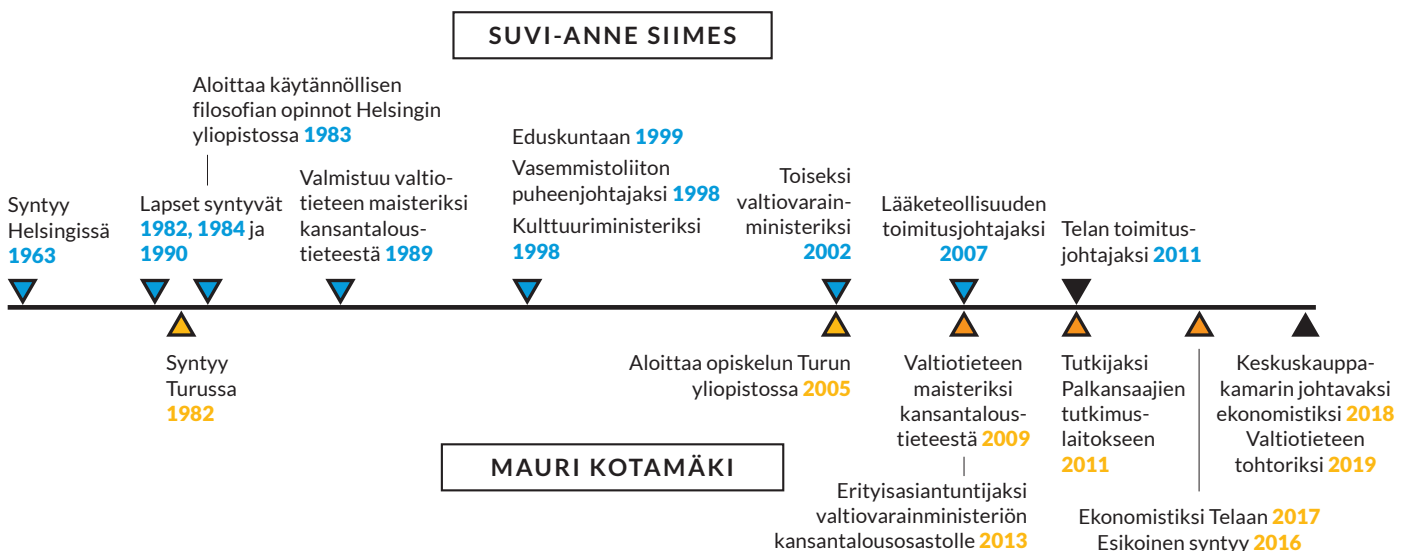 SUVI-ANNE SIIMES
Syntyy
Helsingissä
1963
Aloittaa käytännöllisen
filosofian opinnot Helsingin
yliopistossa 1983
Lapset syntyvät
1982, 1984 ja
1990
Valmistuu valtio-
tieteen maisteriksi
kansantalous-
tieteestä 1989
Eduskuntaan 1999
Vasemmistoliiton
puheenjohtajaksi 1998
Kulttuuriministeriksi
1998
Toiseksi
valtiovarain-
ministeriksi
2002
Lääketeollisuuden
toimitusjohtajaksi
2007
Telan toimitus-
johtajaksi 2011
Syntyy
Turussa
1982
Aloittaa opiskelun Turun
yliopistossa 2005
Valtiotieteen
maisteriksi
kansantalous-
tieteestä 2009
Erityisasiantuntijaksi
valtiovarainministeriön
kansantalousosastolle 2013
Tutkijaksi
Palkansaajien
tutkimus-
laitokseen
2011
Ekonomistiksi Telaan 2017
Esikoinen syntyy 2016
Keskuskauppa-
kamarin johtavaksi
ekonomistiksi 2018
Valtiotieteen
tohtoriksi 2019
MAURI KOTAMÄKI